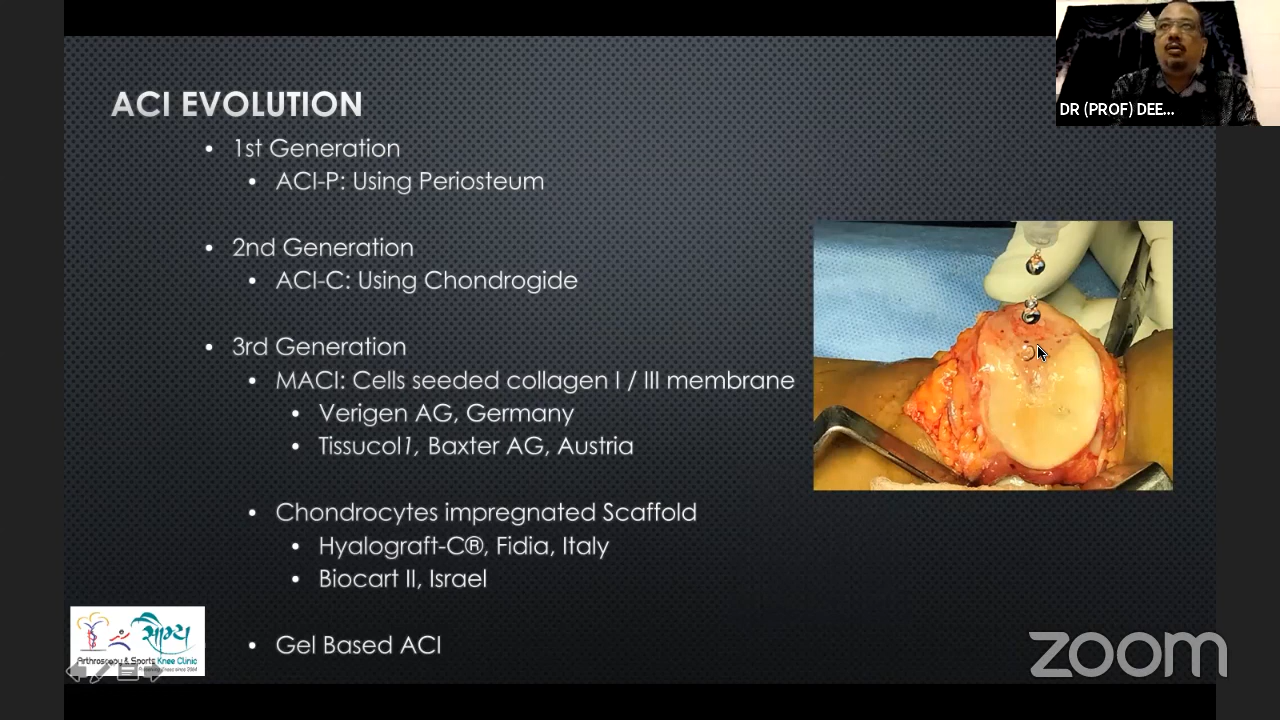 DR (PROF) DEE...
ACI EVOLUTION
• 1st Generation
• ACI-P: Using Periosteum
• 2nd Generation
• ACI-C: Using Chondrogide
• 3rd Generation
• MACI: Cells seeded collagen I / III membrane
• Verigen AG, Germany
• Tissucol1, Baxter AG, Austria
• Chondrocytes impregnated Scaffold
• Hyalograft-C®, Fidia, Italy
• Biocart II, Israel
• Gel Based ACI
સૌમ્ય
Arthroscopy & Sports Knee Clinic
zoom